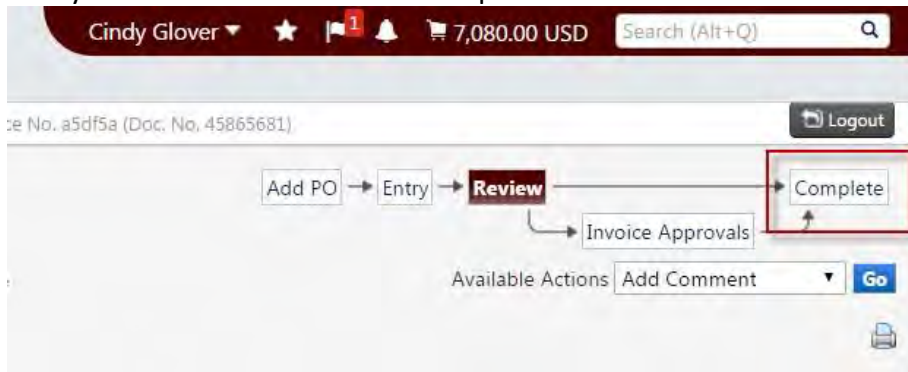 Cindy Glover 1 7,080.00 USD Search (Alt+Q)
ce No. a5df5a (Doc. No. 45865681) Logout
Add PO Entry Review Complete
Invoice Approvals
Available Actions Add Comment Go